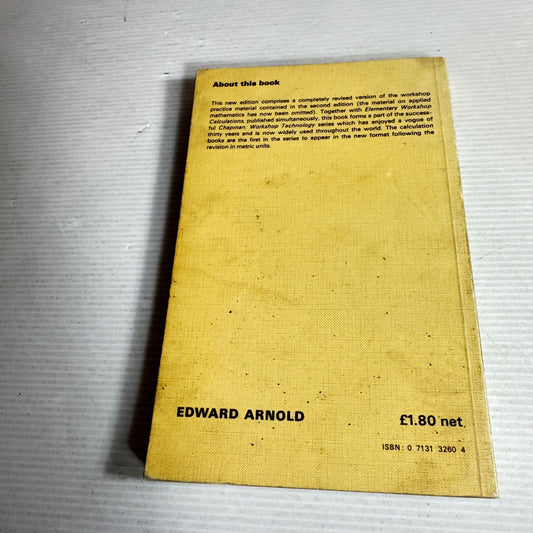 About this book
This new edition comprises a completely revised version of the workshop
practice material contained in the second edition (the material on applied
mathematics has now been omitted). Together with Elementary Workshop
Calculations, published simultaneously, this book forms a part of the success-
ful Chapman: Workshop Technology series which has enjoyed a vogue of
thirty years and is now widely used throughout the world. The calculation
books are the first in the series to appear in the new format following the
revision in metric units.
EDWARD ARNOLD
£1.80 net
ISBN: 0 7131 3260 4